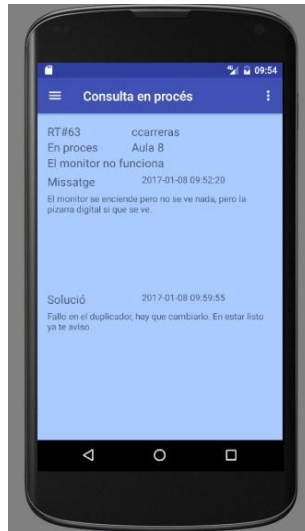 4G 09:54
Consulta en procés
RT#63 ccarreras
En proces Aula 8
El monitor no funciona
Missatge 2017-01-08 09:52:20
El monitor se enciende pero no se ve nada, pero la
pizarra digital si que se ve.
Solució 2017-01-08 09:59:55
Fallo en el duplicador, hay que cambiarlo. En estar listo
ya te aviso.